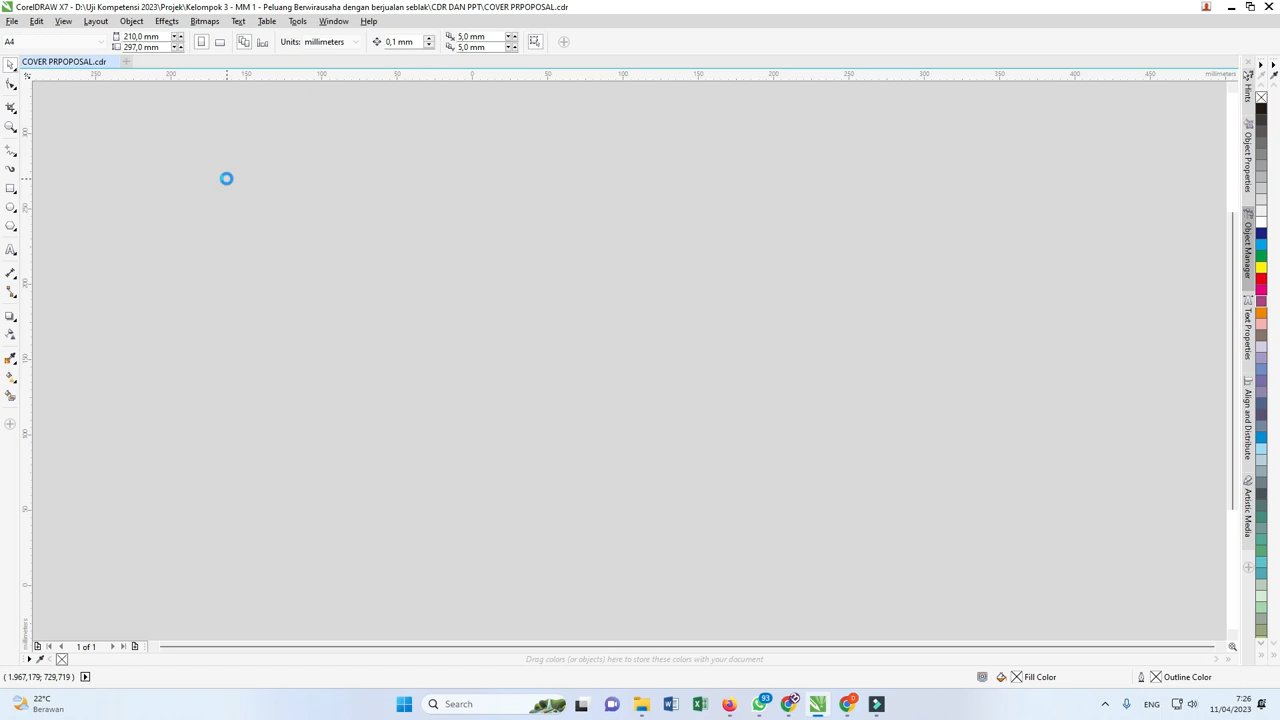 CorelDRAW X7 - D:\Uji Kompetensi 2023\Projek\Kelompok 3 - MM 1 - Peluang Berwirausaha dengan berjualan seblak\CDR DAN PPT\COVER PRPOPOSAL.cdr
File Edit View Layout Object Effects Bitmaps Text Table Tools Window Help
A4 210,0 mm 297,0 mm Units: millimeters 0,1 mm 5,0 mm 5,0 mm
COVER PRPOPOSAL.cdr
250 200 150 100 50 0 50 100 150 200 250 300 350 400 450 millimeters
Hints
Object Properties
Object Manager
Text Properties
Align and Distribute
Artistic Media
millimeters
1 of 1
Drag colors (or objects) here to store these colors with your document
( 1.967,179; 729,719 ) Fill Color Outline Color
22°C
Berawan
Search
93
ENG
7:26
11/04/2023